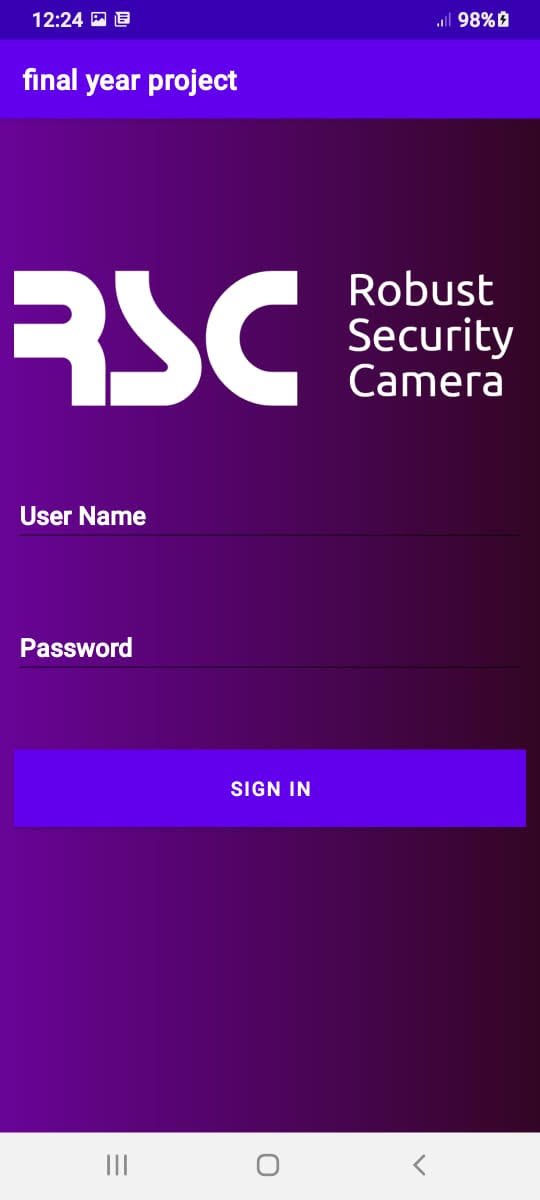 12:24 98%
final year project
RSC
Robust
Security
Camera
User Name
Password
SIGN IN